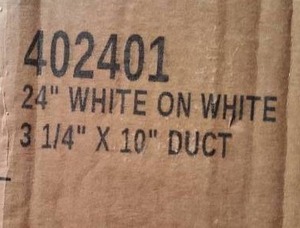 402401
24" WHITE ON WHITE
3 1/4" X 10" DUCT